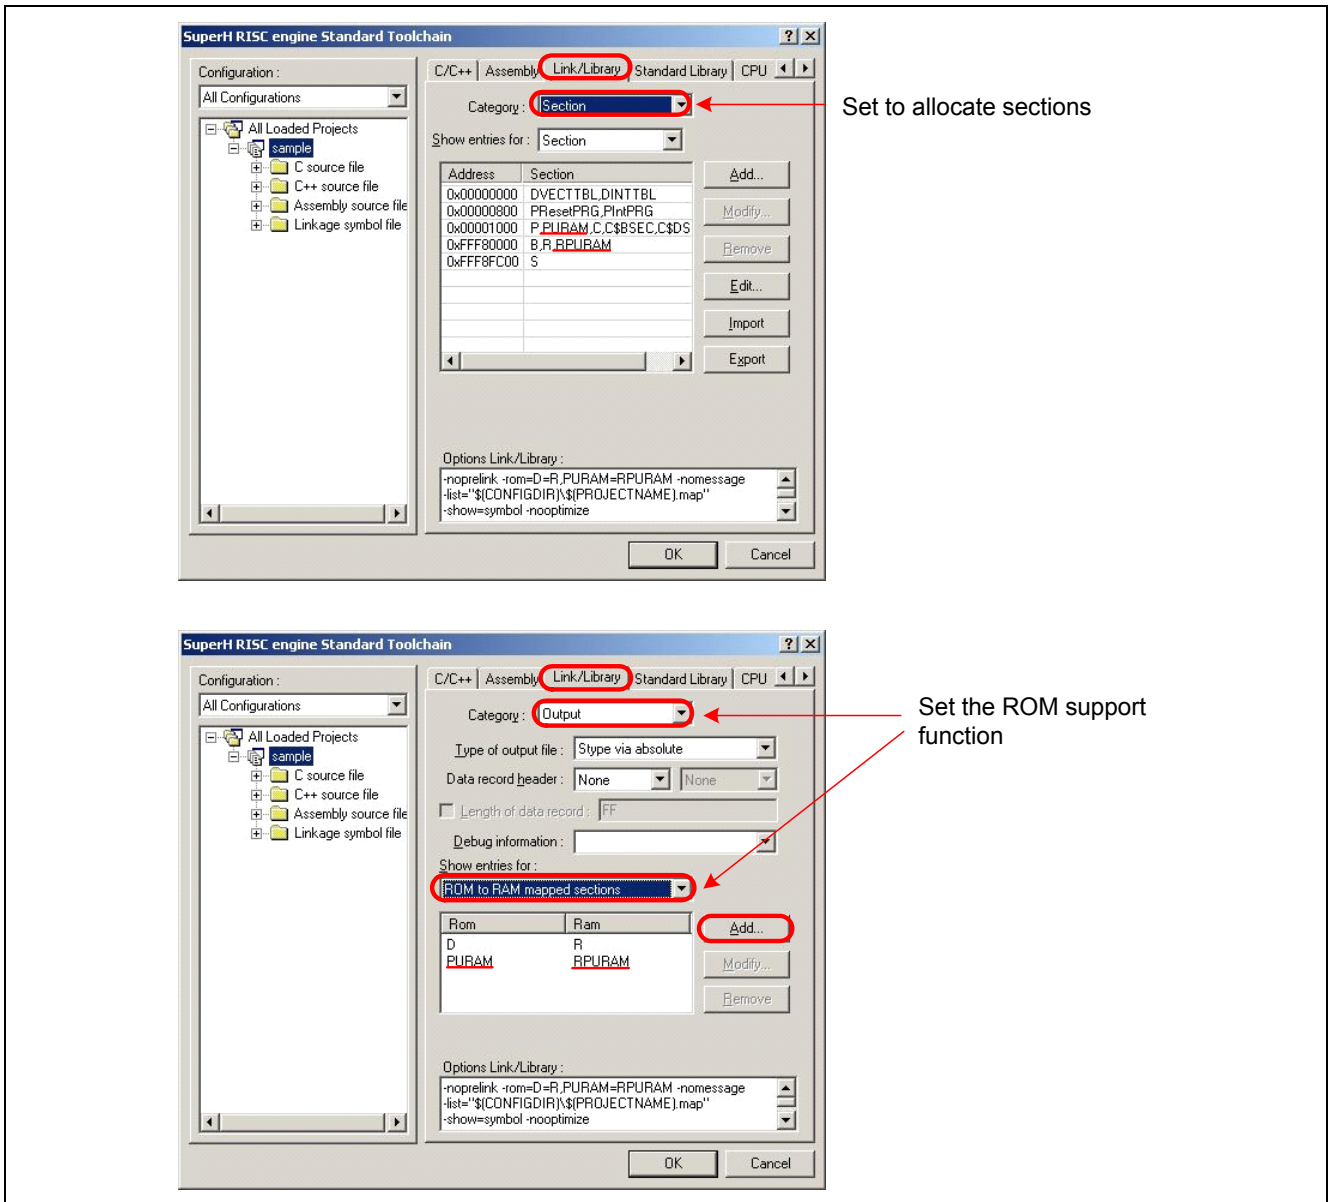 SuperH RISC engine Standard Toolchain
Configuration :
All Configurations
All Loaded Projects
sample
C source file
C++ source file
Assembly source file
Linkage symbol file
C/C++ Assembly Link/Library Standard Library CPU
Category : Section
Show entries for : Section
Address Section
0x00000000 DVECTTBL,DINTTBL
0x00000800 PResetPRG,PIntPRG
0x00001000 P,PURAM,C,C$BSEC,C$DS
0xFFF80000 B,R,RPURAM
0xFFF8FC00 S
Add...
Modify...
Remove
Edit...
Import
Export
Options Link/Library :
-noprelink -rom=D=R,PURAM=RPURAM -nomessage
-list="$(CONFIGDIR)\$(PROJECTNAME).map"
-show=symbol -nooptimize
OK Cancel
Set to allocate sections
SuperH RISC engine Standard Toolchain
Configuration :
All Configurations
All Loaded Projects
sample
C source file
C++ source file
Assembly source file
Linkage symbol file
C/C++ Assembly Link/Library Standard Library CPU
Category : Output
Type of output file : Stype via absolute
Data record header : None None
Length of data record : FF
Debug information :
Show entries for :
ROM to RAM mapped sections
Rom Ram
D R
PURAM RPURAM
Add...
Modify...
Remove
Options Link/Library :
-noprelink -rom=D=R,PURAM=RPURAM -nomessage
-list="$(CONFIGDIR)\$(PROJECTNAME).map"
-show=symbol -nooptimize
OK Cancel
Set the ROM support
function